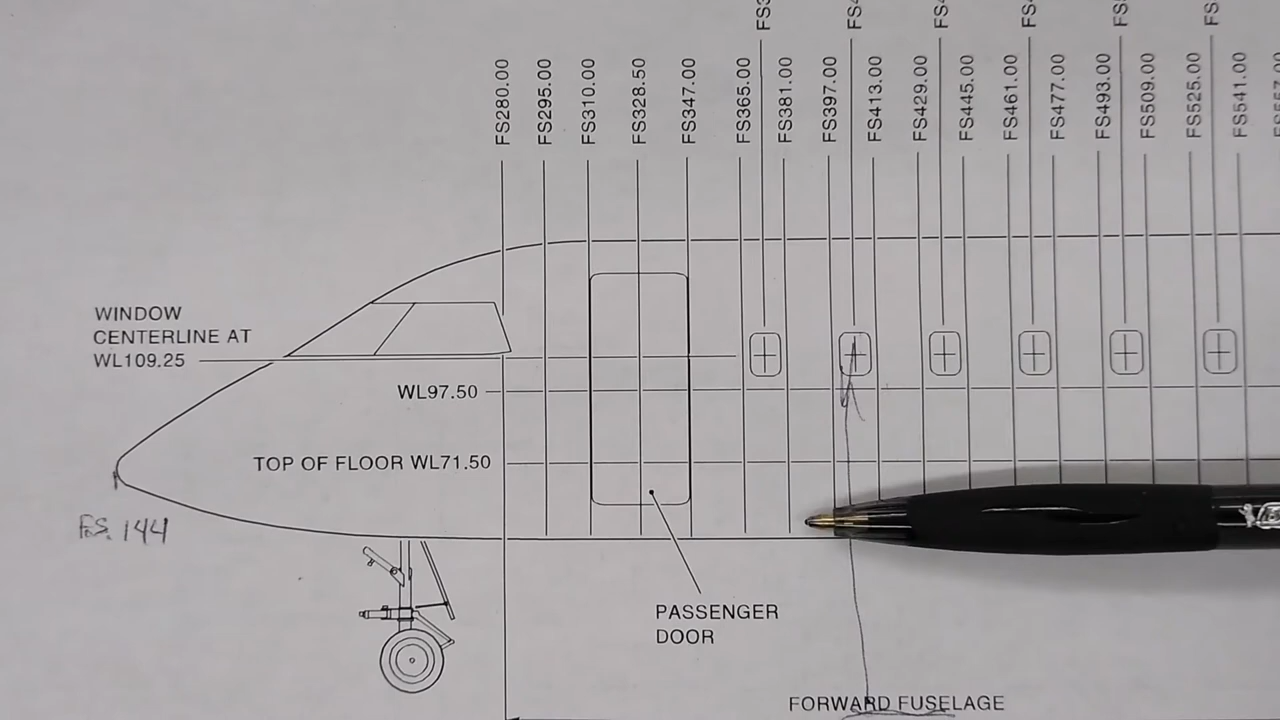 FS280.00
FS295.00
FS310.00
FS328.50
FS347.00
FS365.00
FS381.00
FS397.00
FS413.00
FS429.00
FS445.00
FS461.00
FS477.00
FS493.00
FS509.00
FS525.00
FS541.00
WINDOW
CENTERLINE AT
WL109.25
WL97.50
TOP OF FLOOR WL71.50
F.S. 144
PASSENGER
DOOR
FORWARD FUSELAGE